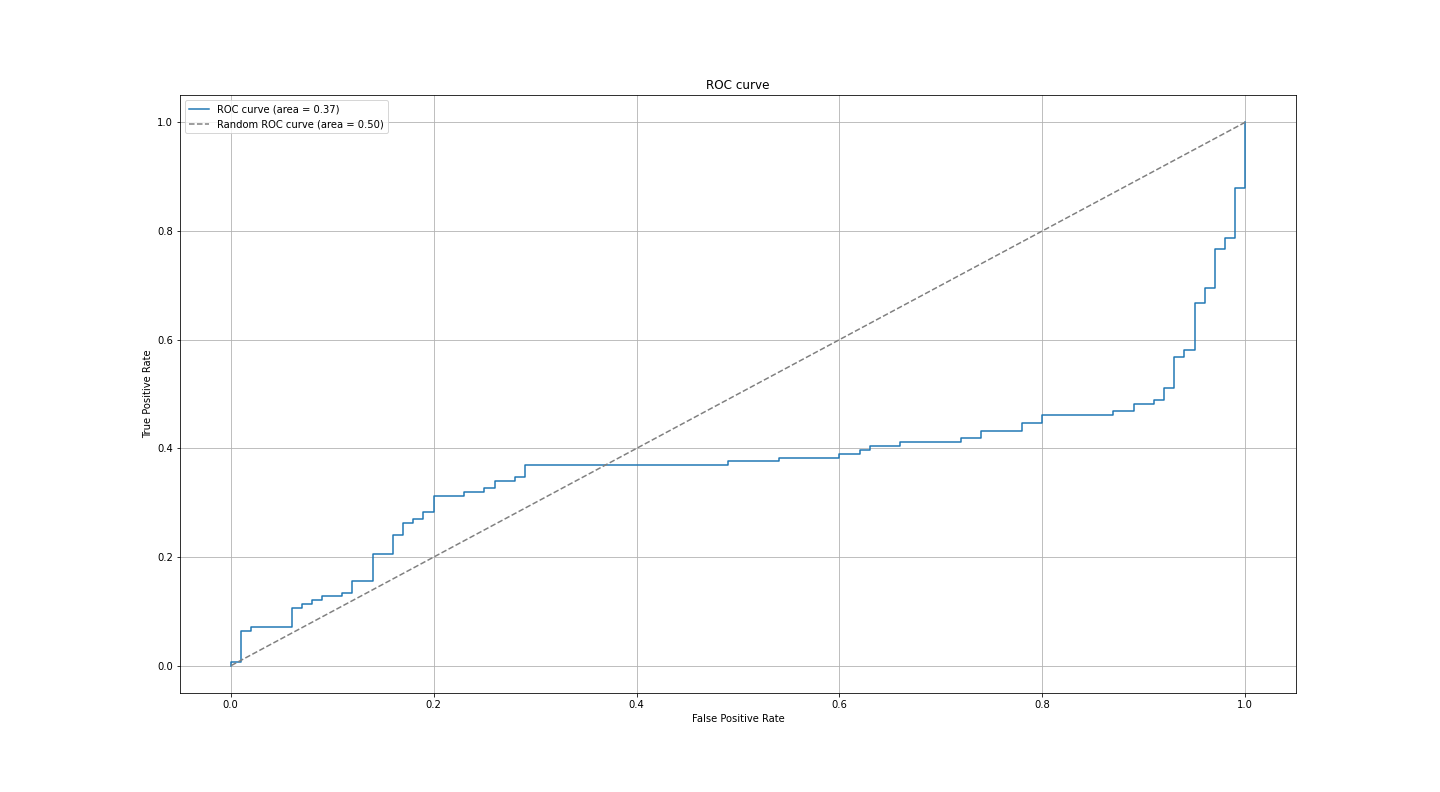 ROC curve
ROC curve (area = 0.37)
Random ROC curve (area = 0.50)
1.0
0.8
0.6
0.4
0.2
0.0
True Positive Rate
0.0 0.2 0.4 0.6 0.8 1.0
False Positive Rate